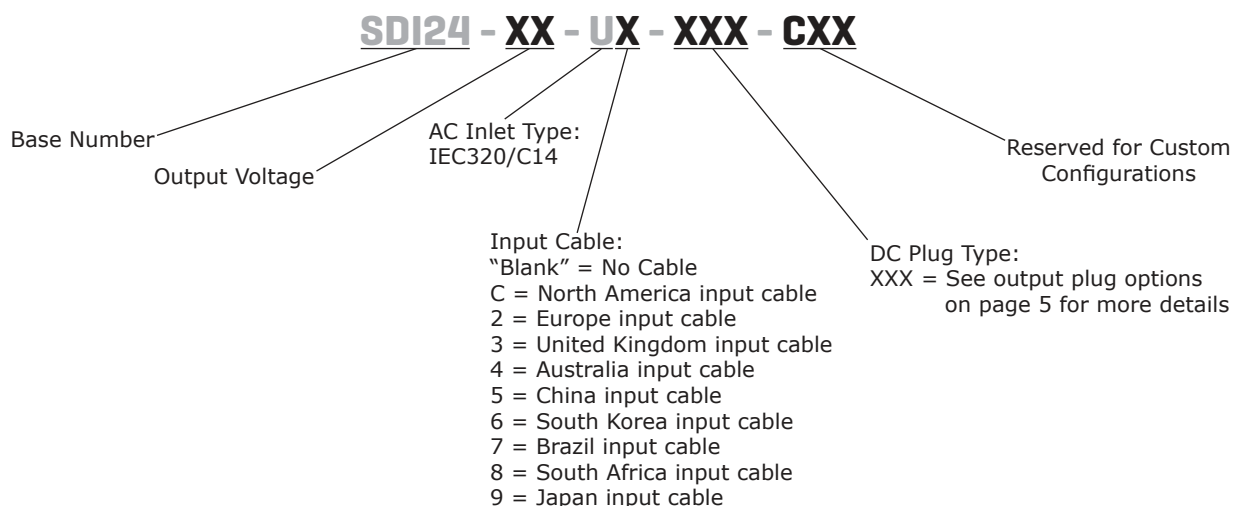 SDI24 - XX - UX - XXX - CXX
Base Number
Output Voltage
AC Inlet Type:
IEC320/C14
Input Cable:
“Blank” = No Cable
C = North America input cable
2 = Europe input cable
3 = United Kingdom input cable
4 = Australia input cable
5 = China input cable
6 = South Korea input cable
7 = Brazil input cable
8 = South Africa input cable
9 = Japan input cable
DC Plug Type:
XXX = See output plug options
on page 5 for more details
Reserved for Custom
Configurations